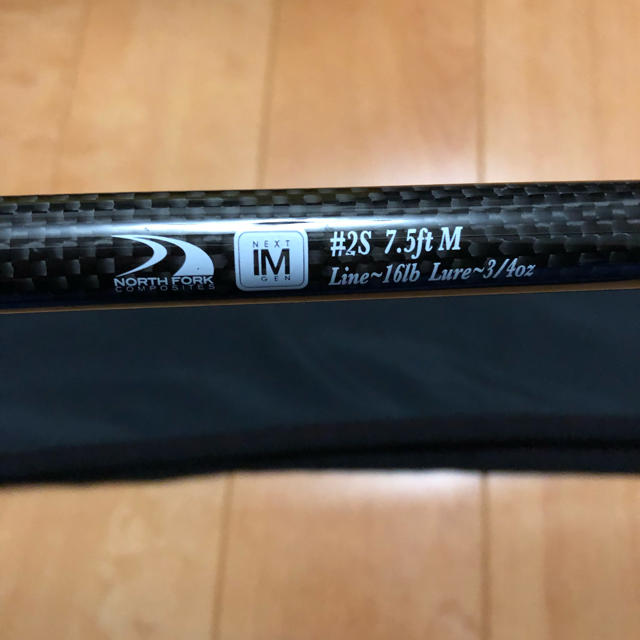 NORTH FORK
COMPOSITES
NEXT
IM
GEN
#2S 7.5ft M
Line~16lb Lure~3/4oz